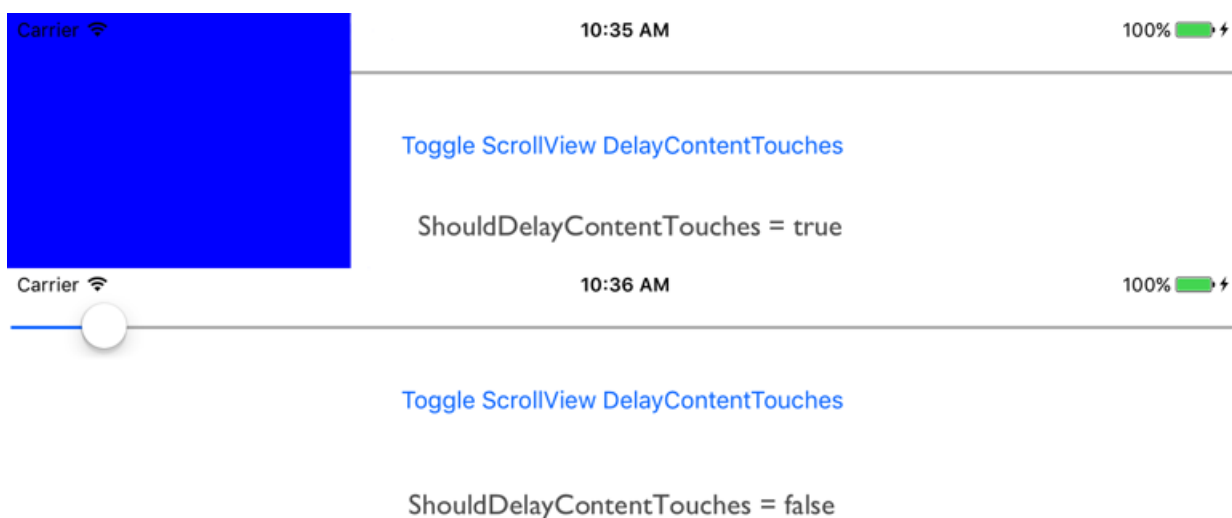 Carrier 10:35 AM 100%
Toggle ScrollView DelayContentTouches
ShouldDelayContentTouches = true
Carrier 10:36 AM 100%
Toggle ScrollView DelayContentTouches
ShouldDelayContentTouches = false